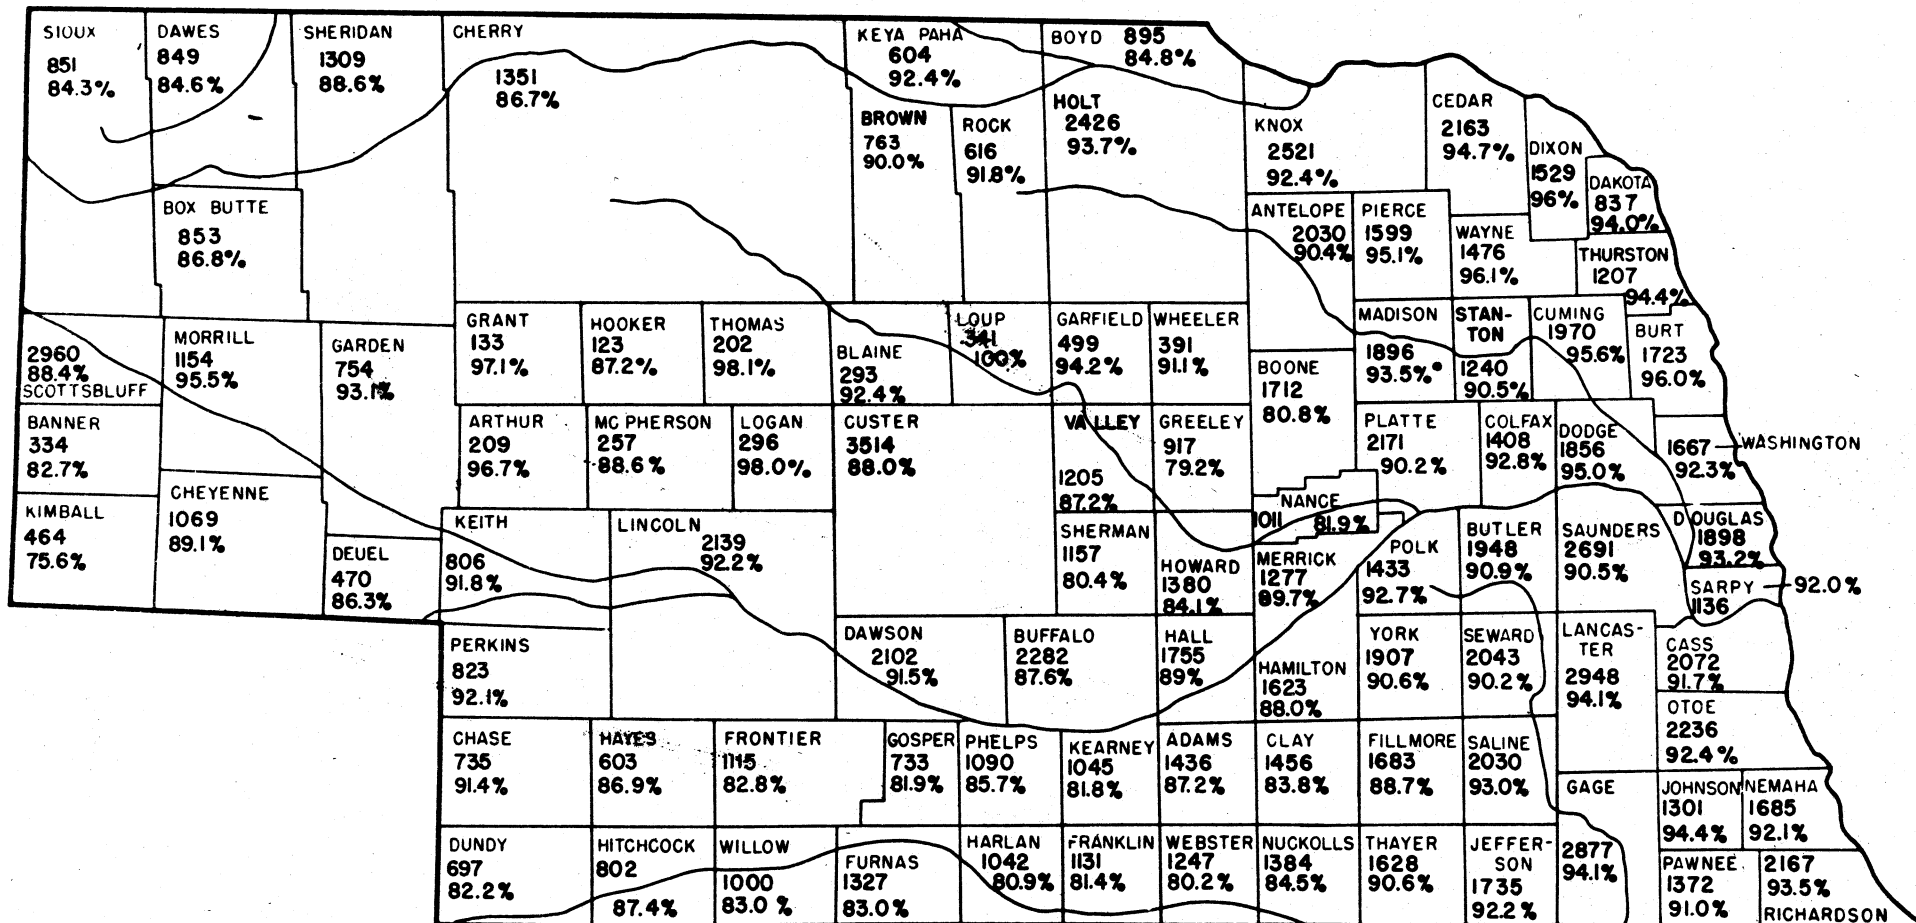 SIOUX
851
84.3%
DAWES
849
84.6%
SHERIDAN
1309
88.6%
CHERRY
1351
86.7%
KEYA PAHA
604
92.4%
BOYD 895
84.8%
BROWN
763
90.0%
ROCK
616
91.8%
HOLT
2426
93.7%
KNOX
2521
92.4%
CEDAR
2163
94.7%
DIXON
1529
96%
DAKOTA
837
94.0%
BOX BUTTE
853
86.8%
ANTELOPE
2030
90.4%
PIERCE
1599
95.1%
WAYNE
1476
96.1%
THURSTON
1207
94.4%
2960
88.4%
SCOTTSBLUFF
MORRILL
1154
95.5%
GARDEN
754
93.1%
GRANT
133
97.1%
HOOKER
123
87.2%
THOMAS
202
98.1%
BLAINE
293
92.4%
LOUP
341
100%
GARFIELD
499
94.2%
WHEELER
391
91.1%
BOONE
1712
80.8%
MADISON
1896
93.5%
STAN-
TON
1240
90.5%
CUMING
1970
95.6%
BURT
1723
96.0%
BANNER
334
82.7%
ARTHUR
209
96.7%
MC PHERSON
257
88.6%
LOGAN
296
98.0%
CUSTER
3514
88.0%
VALLEY
1205
87.2%
GREELEY
917
79.2%
PLATTE
2171
90.2%
COLFAX
1408
92.8%
DODGE
1856
95.0%
1667 WASHINGTON
92.3%
KIMBALL
464
75.6%
CHEYENNE
1069
89.1%
DEUEL
470
86.3%
KEITH
806
91.8%
LINCOLN
2139
92.2%
SHERMAN
1157
80.4%
HOWARD
1380
84.1%
NANCE
1011 81.9%
MERRICK
1277
89.7%
POLK
1433
92.7%
BUTLER
1948
90.9%
SAUNDERS
2691
90.5%
DOUGLAS
1898
93.2%
SARPY 92.0%
1136
PERKINS
823
92.1%
DAWSON
2102
91.5%
BUFFALO
2282
87.6%
HALL
1755
89%
HAMILTON
1623
88.0%
YORK
1907
90.6%
SEWARD
2043
90.2%
LANCAS-
TER
2948
94.1%
CASS
2072
91.7%
OTOE
2236
92.4%
CHASE
735
91.4%
HAYES
603
86.9%
FRONTIER
1115
82.8%
GOSPER
733
81.9%
PHELPS
1090
85.7%
KEARNEY
1045
81.8%
ADAMS
1436
87.2%
CLAY
1456
83.8%
FILLMORE
1683
88.7%
SALINE
2030
93.0%
GAGE
2877
94.1%
JOHNSON
1301
94.4%
NEMAHA
1685
92.1%
DUNDY
697
82.2%
HITCHCOCK
802
87.4%
WILLOW
1000
83.0%
FURNAS
1327
83.0%
HARLAN
1042
80.9%
FRANKLIN
1131
81.4%
WEBSTER
1247
80.2%
NUCKOLLS
1384
84.5%
THAYER
1628
90.6%
JEFFER-
SON
1735
92.2%
PAWNEE
1372
91.0%
2167
93.5%
RICHARDSON